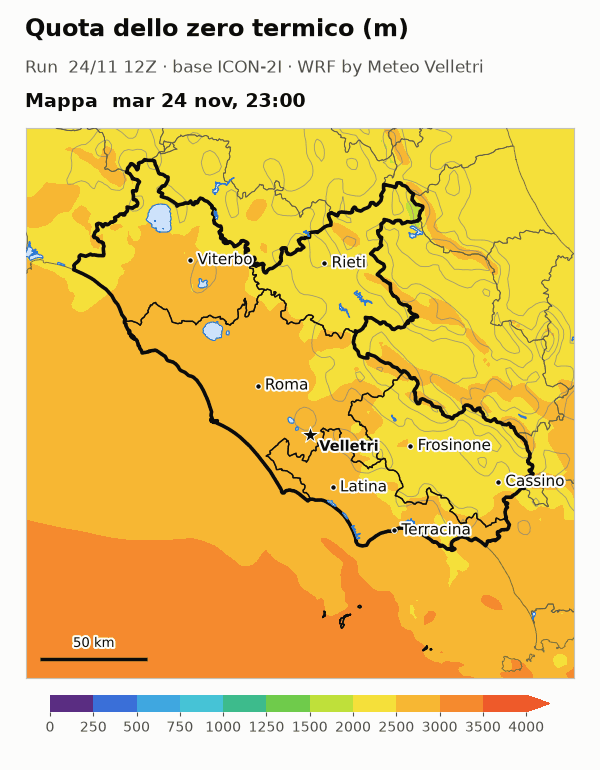 Quota dello zero termico (m)
Run 24/11 12Z · base ICON-2I · WRF by Meteo Velletri
Mappa mar 24 nov, 23:00
Viterbo
Rieti
Roma
Velletri
Frosinone
Latina
Cassino
Terracina
50 km
0 250 500 750 1000 1250 1500 2000 2500 3000 3500 4000